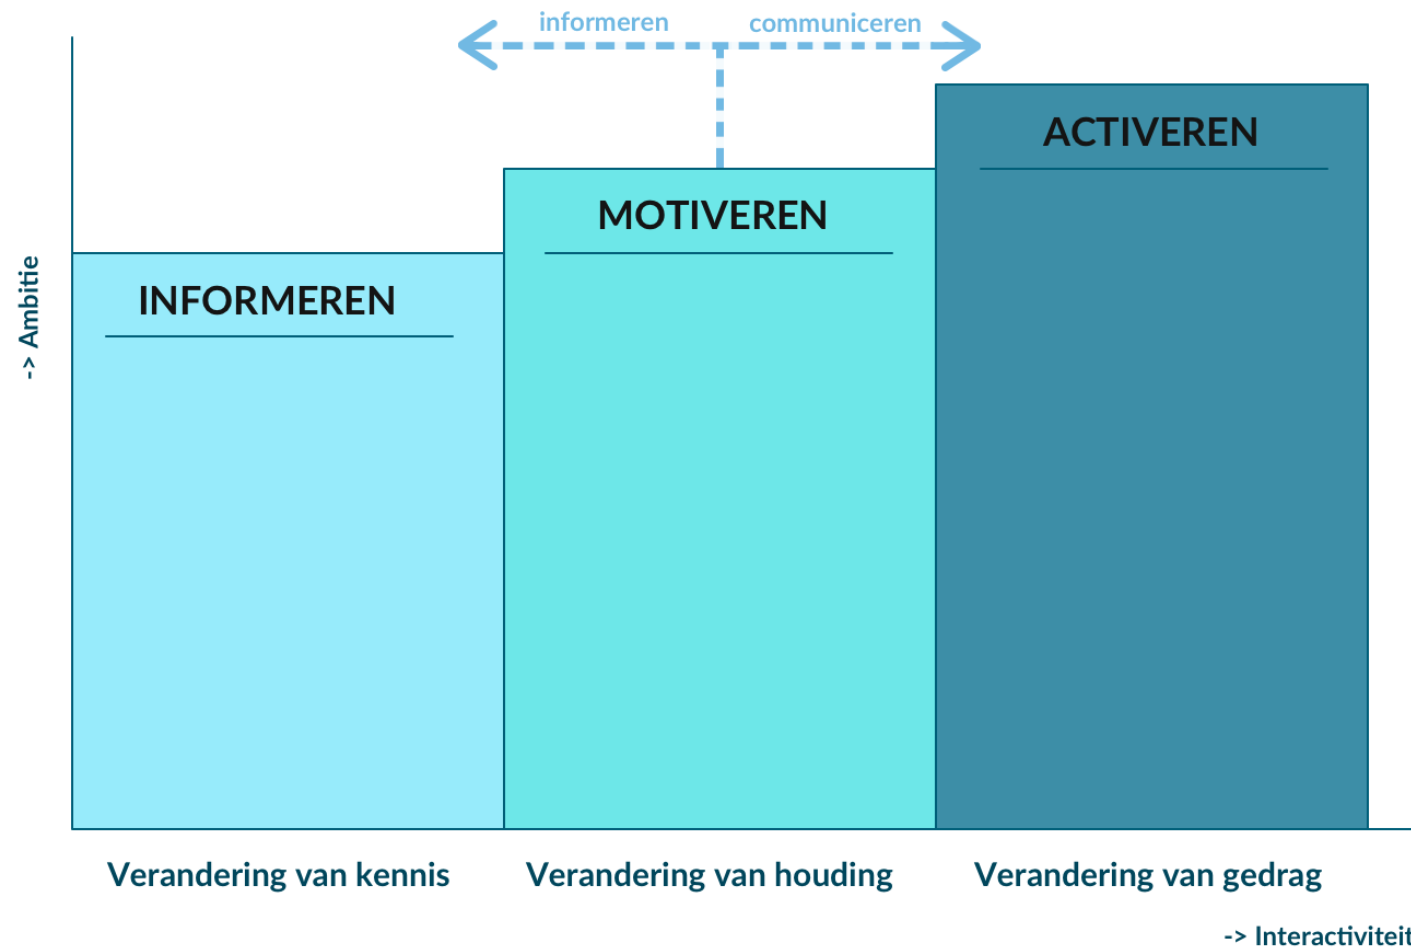 informeren
communiceren
ACTIVEREN
MOTIVEREN
INFORMEREN
-> Ambitie
Verandering van kennis
Verandering van houding
Verandering van gedrag
-> Interactiviteit